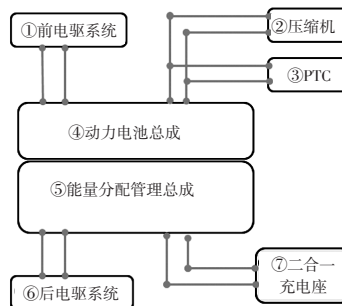 ①前电驱系统
②压缩机
③PTC
④动力电池总成
⑤能量分配管理总成
⑥后电驱系统
⑦二合一
充电座